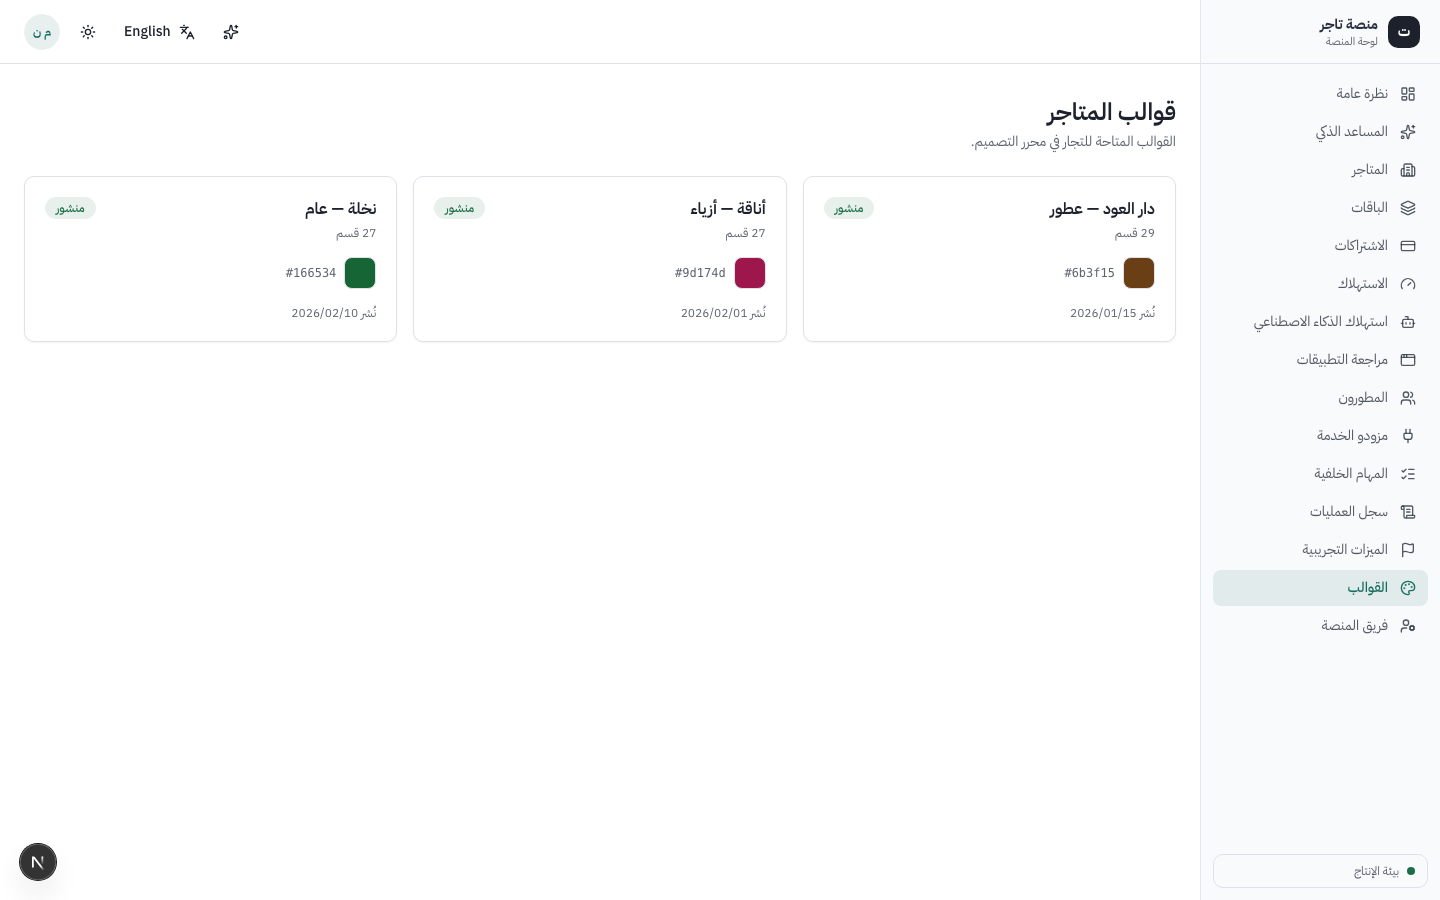 ت
منصة تاجر
لوحة المنصة
نظرة عامة
المساعد الذكي
المتاجر
الباقات
الاشتراكات
الاستهلاك
استهلاك الذكاء الاصطناعي
مراجعة التطبيقات
المطورون
مزودو الخدمة
المهام الخلفية
سجل العمليات
الميزات التجريبية
القوالب
فريق المنصة
بيئة الإنتاج
English
م ن
قوالب المتاجر
القوالب المتاحة للتجار في محرر التصميم.
دار العود — عطور
منشور
29 قسم
#6b3f15
نُشر 2026/01/15
أناقة — أزياء
منشور
27 قسم
#9d174d
نُشر 2026/02/01
نخلة — عام
منشور
27 قسم
#166534
نُشر 2026/02/10
N